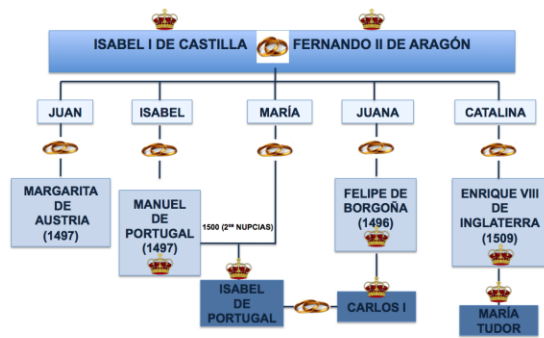 ISABEL I DE CASTILLA
FERNANDO II DE ARAGÓN
JUAN
ISABEL
MARÍA
JUANA
CATALINA
MARGARITA
DE
AUSTRIA
(1497)
MANUEL
DE
PORTUGAL
(1497)
1500 (2ªˢ NUPCIAS)
FELIPE DE
BORGOÑA
(1496)
ENRIQUE VIII
DE
INGLATERRA
(1509)
ISABEL
DE
PORTUGAL
CARLOS I
MARÍA
TUDOR